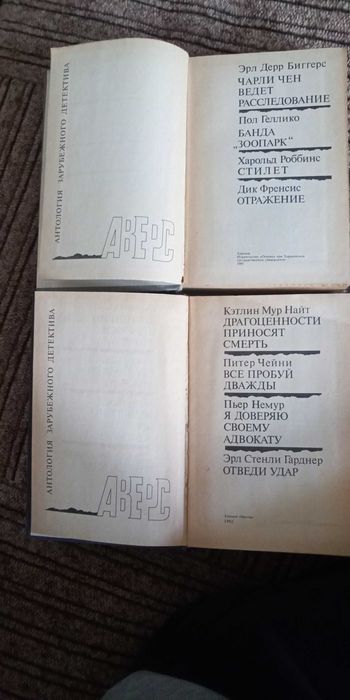 АНТОЛОГИЯ ЗАРУБЕЖНОГО ДЕТЕКТИВА
АВЕРС
Эрл Дерр Биггерс
ЧАРЛИ ЧЕН
ВЕДЕТ
РАССЛЕДОВАНИЕ
Пол Геллико
БАНДА
„ЗООПАРК“
Харольд Роббинс
СТИЛЕТ
Дик Френсис
ОТРАЖЕНИЕ
АНТОЛОГИЯ ЗАРУБЕЖНОГО ДЕТЕКТИВА
АВЕРС
Кэтлин Мур Найт
ДРАГОЦЕННОСТИ
ПРИНОСЯТ
СМЕРТЬ
Питер Чейни
ВСЕ ПРОБУЙ
ДВАЖДЫ
Пьер Немур
Я ДОВЕРЯЮ
СВОЕМУ
АДВОКАТУ
Эрл Стенли Гарднер
ОТВЕДИ УДАР
1992